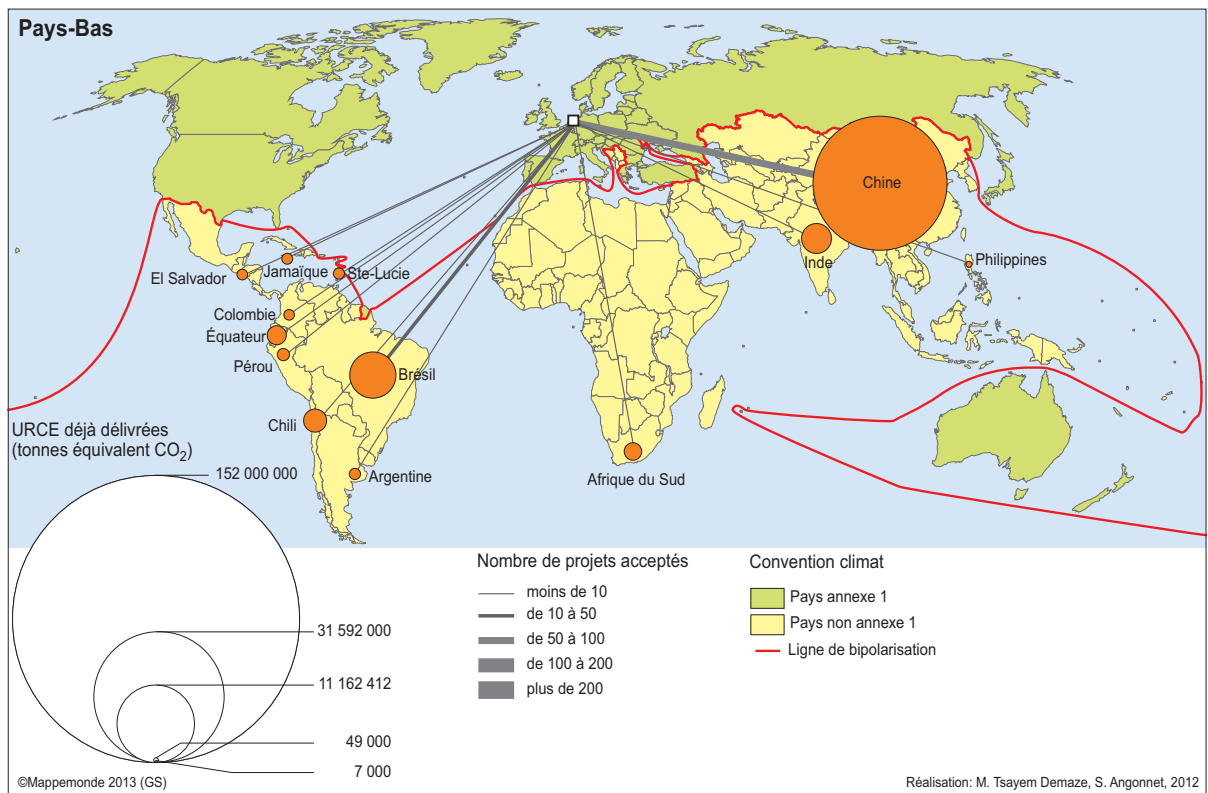 Pays-Bas
Chine
Inde
Philippines
Jamaïque
Ste-Lucie
El Salvador
Colombie
Équateur
Pérou
Brésil
Chili
Argentine
Afrique du Sud
URCE déjà délivrées
(tonnes équivalent CO₂)
152 000 000
31 592 000
11 162 412
49 000
7 000
Nombre de projets acceptés
moins de 10
de 10 à 50
de 50 à 100
de 100 à 200
plus de 200
Convention climat
Pays annexe 1
Pays non annexe 1
Ligne de bipolarisation
©Mappemonde 2013 (GS)
Réalisation: M. Tsayem Demaze, S. Angonnet, 2012